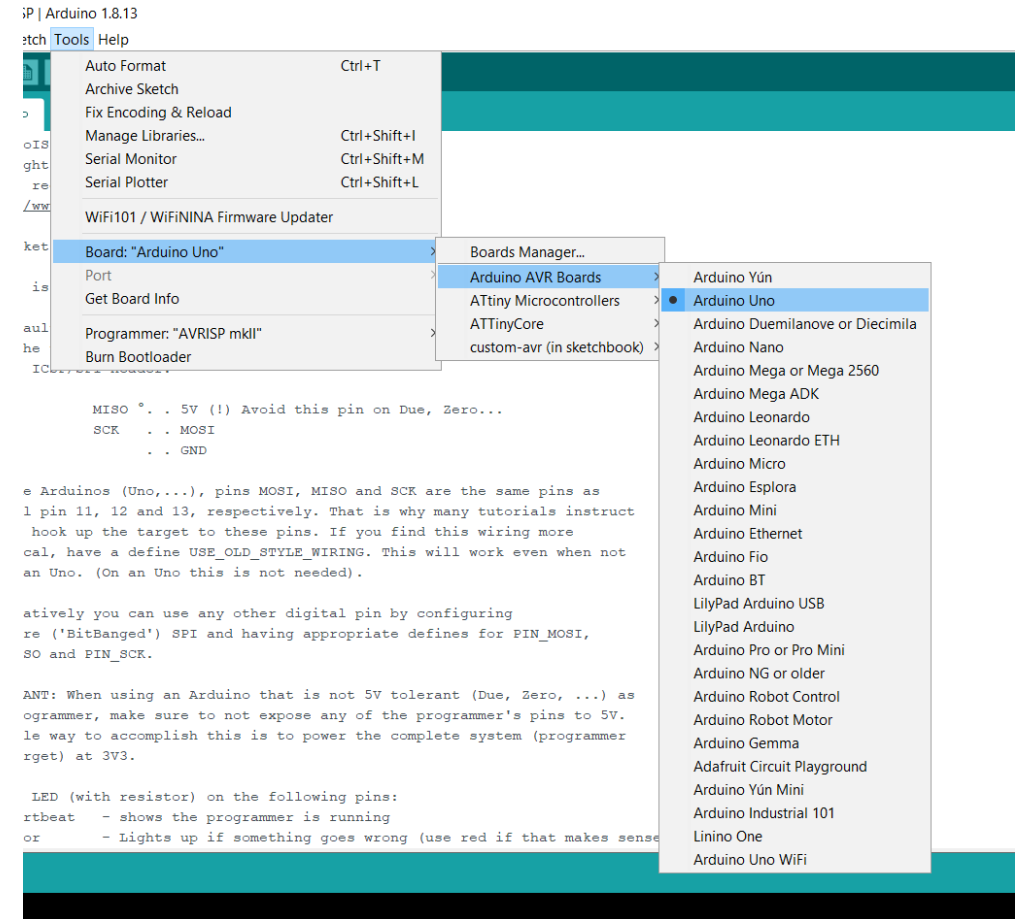 SP | Arduino 1.8.13
etch Tools Help
Auto Format Ctrl+T
Archive Sketch
Fix Encoding & Reload
Manage Libraries... Ctrl+Shift+I
Serial Monitor Ctrl+Shift+M
Serial Plotter Ctrl+Shift+L
WiFi101 / WiFiNINA Firmware Updater
Board: "Arduino Uno"
Port
Get Board Info
Programmer: "AVRISP mkII"
Burn Bootloader
Boards Manager...
Arduino AVR Boards
ATtiny Microcontrollers
ATTinyCore
custom-avr (in sketchbook)
Arduino Yún
Arduino Uno
Arduino Duemilanove or Diecimila
Arduino Nano
Arduino Mega or Mega 2560
Arduino Mega ADK
Arduino Leonardo
Arduino Leonardo ETH
Arduino Micro
Arduino Esplora
Arduino Mini
Arduino Ethernet
Arduino Fio
Arduino BT
LilyPad Arduino USB
LilyPad Arduino
Arduino Pro or Pro Mini
Arduino NG or older
Arduino Robot Control
Arduino Robot Motor
Arduino Gemma
Adafruit Circuit Playground
Arduino Yún Mini
Arduino Industrial 101
Linino One
Arduino Uno WiFi
oIS
ght
re
/ww
ket
is
aul
he
MISO °. . 5V (!) Avoid this pin on Due, Zero...
SCK . . MOSI
. . GND
e Arduinos (Uno,...), pins MOSI, MISO and SCK are the same pins as
l pin 11, 12 and 13, respectively. That is why many tutorials instruct
hook up the target to these pins. If you find this wiring more
cal, have a define USE_OLD_STYLE_WIRING. This will work even when not
an Uno. (On an Uno this is not needed).
atively you can use any other digital pin by configuring
re ('BitBanged') SPI and having appropriate defines for PIN_MOSI,
SO and PIN_SCK.
ANT: When using an Arduino that is not 5V tolerant (Due, Zero, ...) as
ogrammer, make sure to not expose any of the programmer's pins to 5V.
le way to accomplish this is to power the complete system (programmer
rget) at 3V3.
LED (with resistor) on the following pins:
rtbeat - shows the programmer is running
or - Lights up if something goes wrong (use red if that makes sense